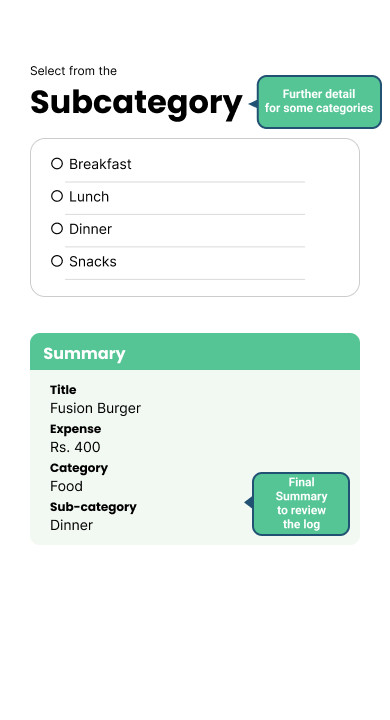 Select from the
Subcategory
Further detail
for some categories
Breakfast
Lunch
Dinner
Snacks
Summary
Title
Fusion Burger
Expense
Rs. 400
Category
Food
Sub-category
Dinner
Final
Summary
to review
the log